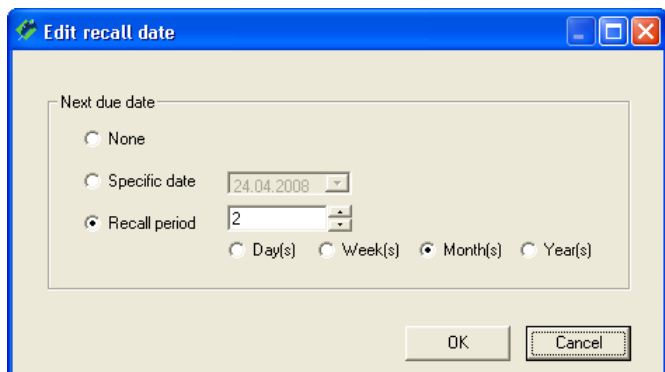 Edit recall date
Next due date
None
Specific date 24.04.2008
Recall period 2
Day(s) Week(s) Month(s) Year(s)
OK Cancel